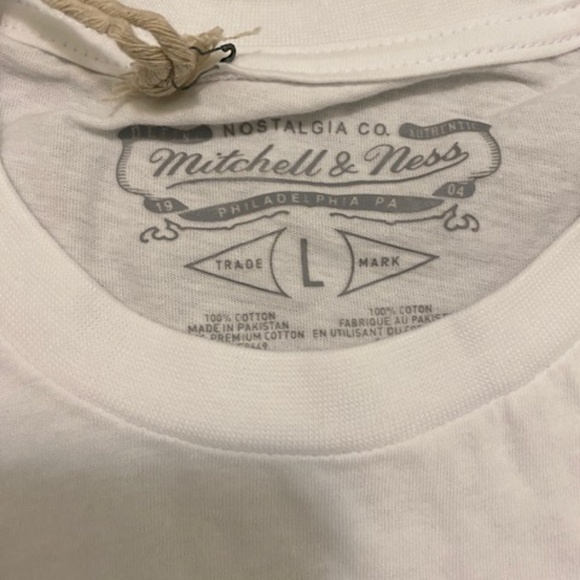 NOSTALGIA CO. AUTHENTIC
Mitchell & Ness
19 PHILADELPHIA PA 04
TRADE L MARK
100% COTTON
MADE IN PAKISTAN
PREMIUM COTTON
100% COTON
FABRIQUE AU
EN UTILISANT DU